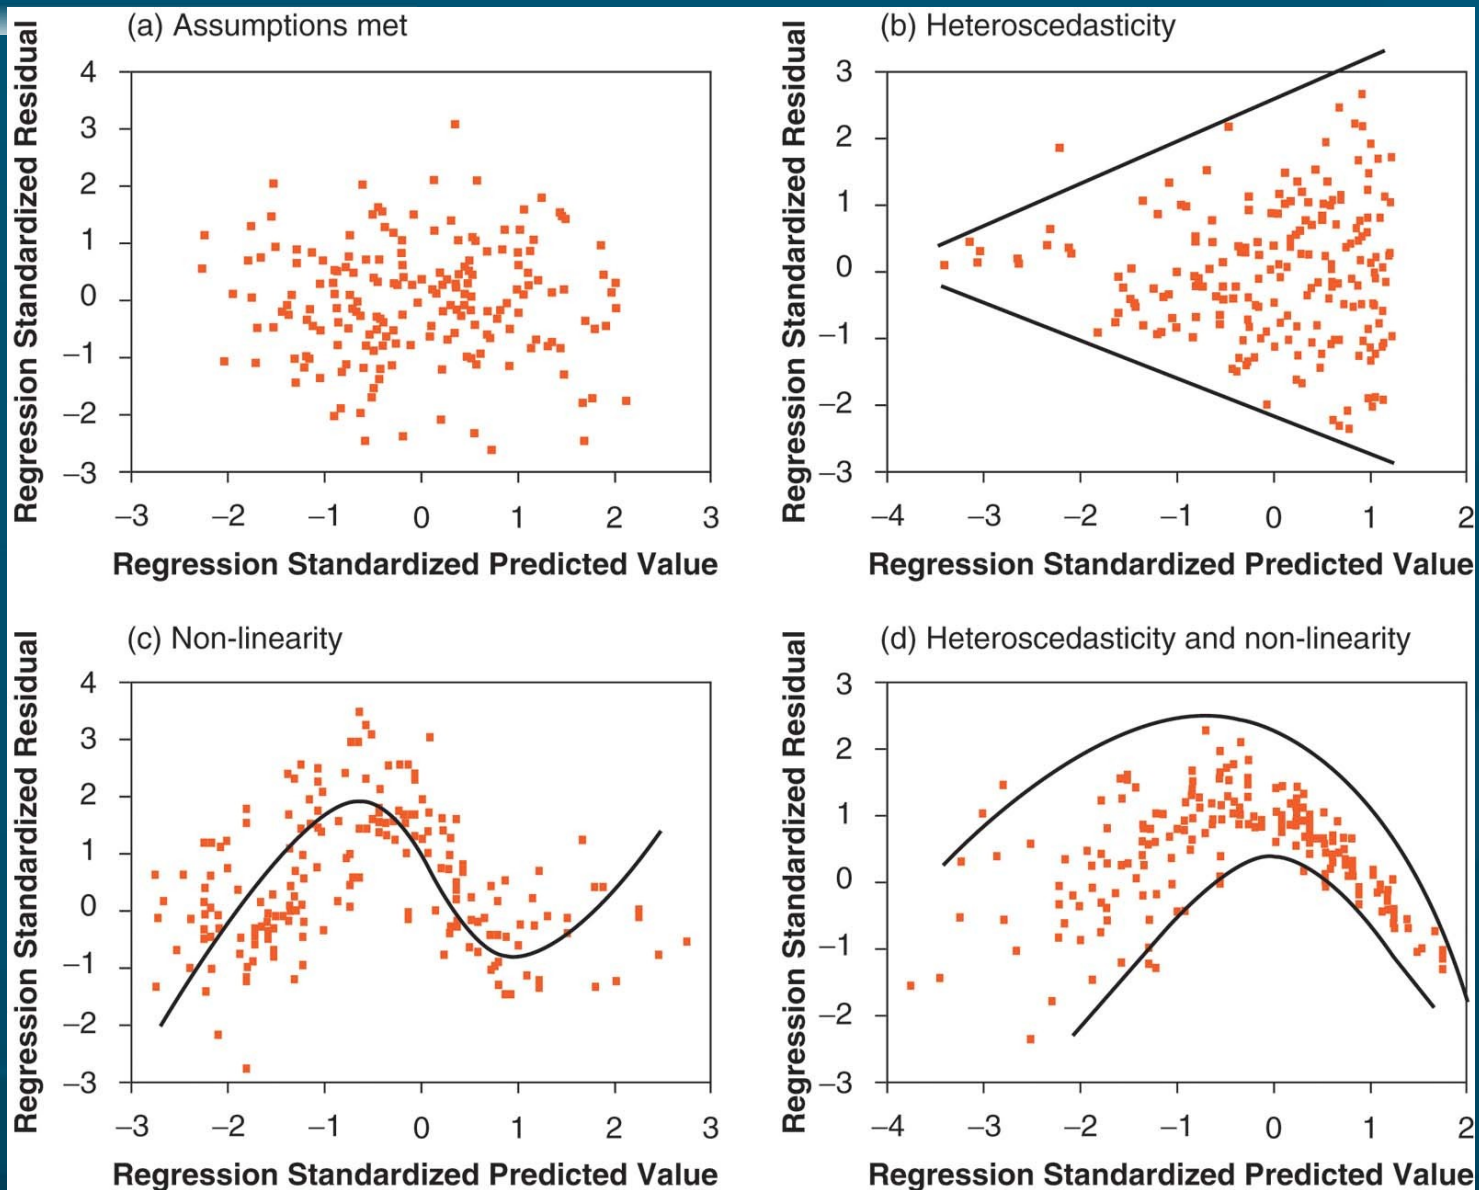 (a) Assumptions met
Regression Standardized Residual
4
3
2
1
0
−1
−2
−3
−3 −2 −1 0 1 2 3
Regression Standardized Predicted Value
(b) Heteroscedasticity
Regression Standardized Residual
3
2
1
0
−1
−2
−3
−4 −3 −2 −1 0 1 2
Regression Standardized Predicted Value
(c) Non-linearity
Regression Standardized Residual
4
3
2
1
0
−1
−2
−3
−3 −2 −1 0 1 2 3
Regression Standardized Predicted Value
(d) Heteroscedasticity and non-linearity
Regression Standardized Residual
3
2
1
0
−1
−2
−3
−4 −3 −2 −1 0 1 2
Regression Standardized Predicted Value